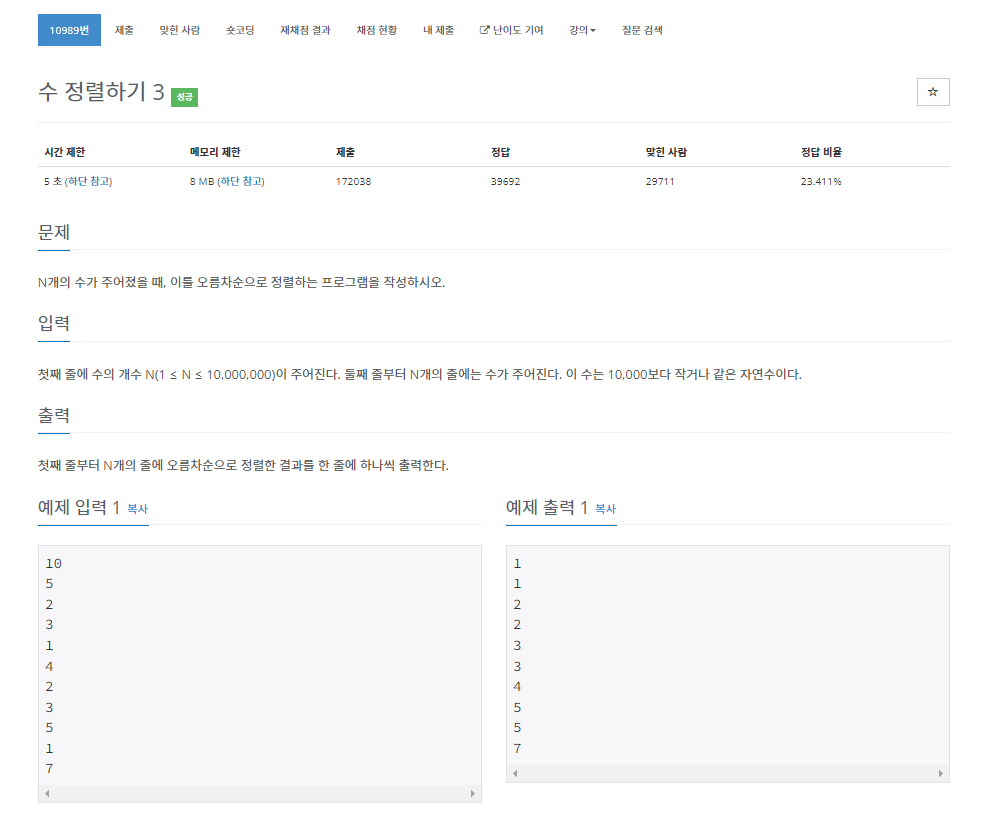 10989번 제출 맞힌 사람 숏코딩 재채점 결과 채점 현황 내 제출 난이도 기여 강의 질문 검색
수 정렬하기 3 성공
시간 제한 메모리 제한 제출 정답 맞힌 사람 정답 비율
5 초 (하단 참고) 8 MB (하단 참고) 172038 39692 29711 23.411%
문제
N개의 수가 주어졌을 때, 이를 오름차순으로 정렬하는 프로그램을 작성하시오.
입력
첫째 줄에 수의 개수 N(1 ≤ N ≤ 10,000,000)이 주어진다. 둘째 줄부터 N개의 줄에는 수가 주어진다. 이 수는 10,000보다 작거나 같은 자연수이다.
출력
첫째 줄부터 N개의 줄에 오름차순으로 정렬한 결과를 한 줄에 하나씩 출력한다.
예제 입력 1 복사
10
5
2
3
1
4
2
3
5
1
7
예제 출력 1 복사
1
1
2
2
3
3
4
5
5
7